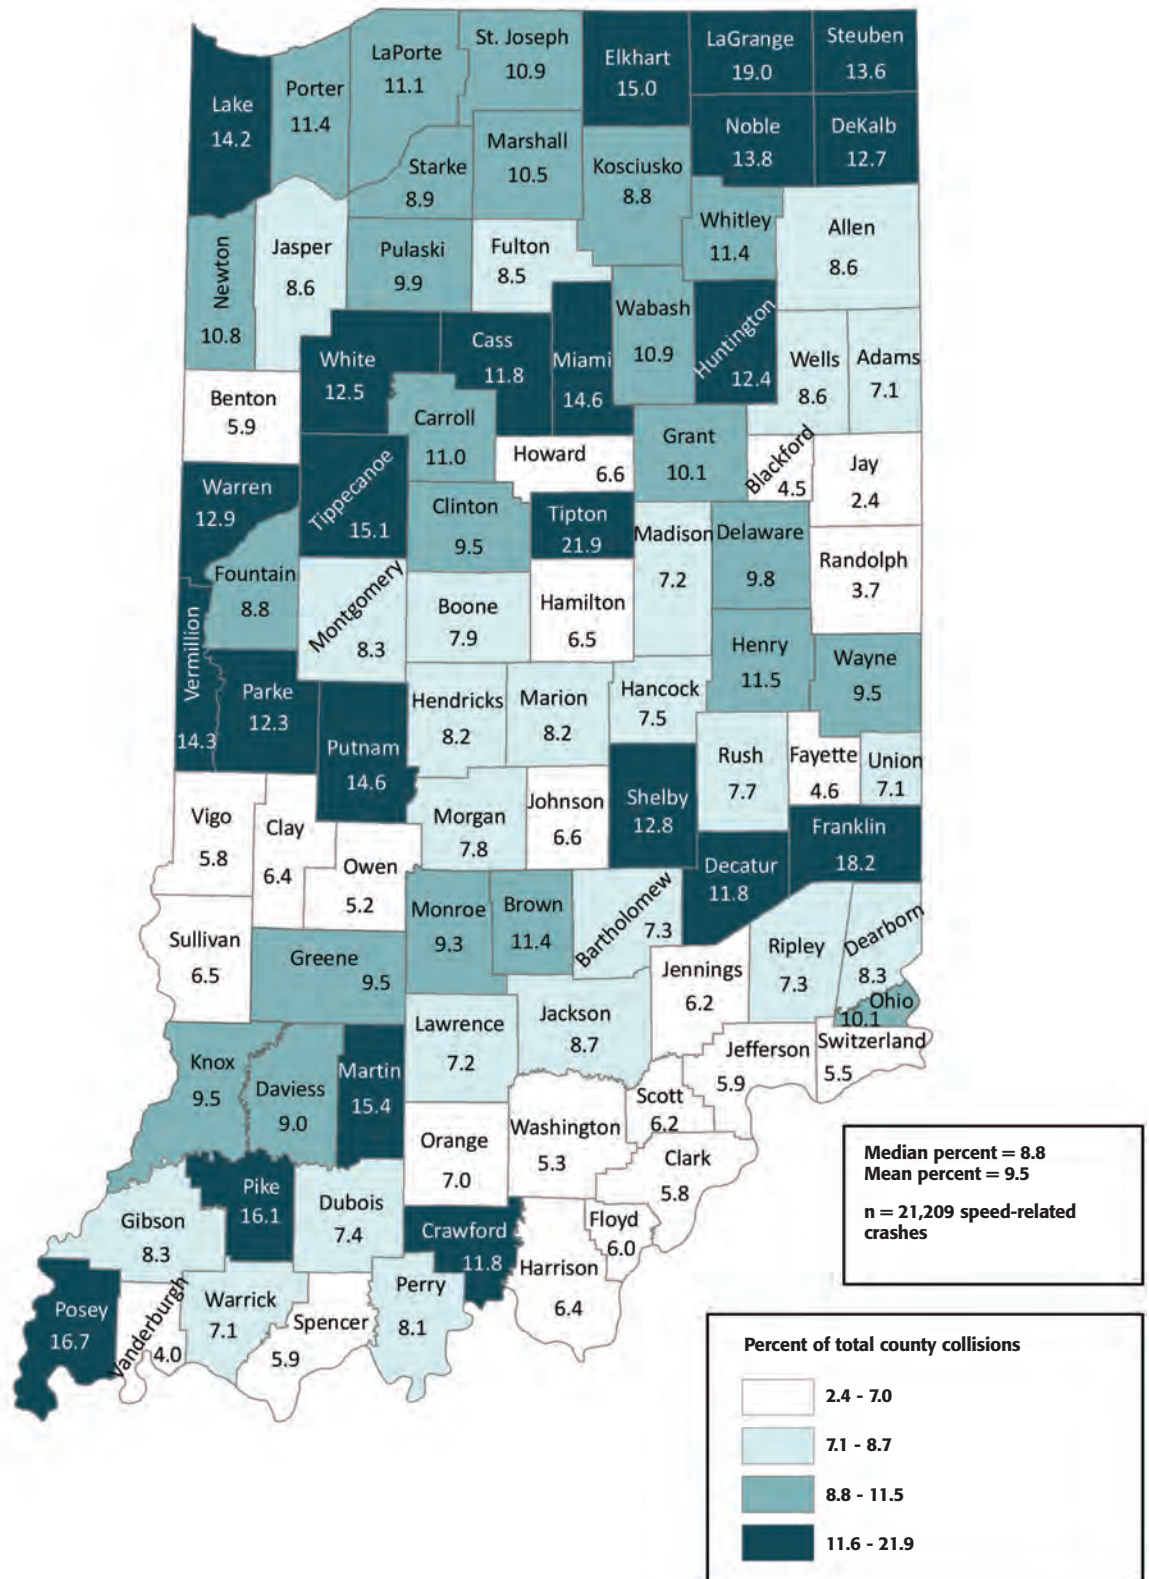 St. Joseph
10.9
LaPorte
11.1
Elkhart
15.0
LaGrange
19.0
Steuben
13.6
Lake
14.2
Porter
11.4
Noble
13.8
DeKalb
12.7
Marshall
10.5
Starke
8.9
Kosciusko
8.8
Whitley
11.4
Allen
8.6
Newton
10.8
Jasper
8.6
Pulaski
9.9
Fulton
8.5
Wabash
10.9
Huntington
12.4
White
12.5
Cass
11.8
Miami
14.6
Wells
8.6
Adams
7.1
Benton
5.9
Carroll
11.0
Howard
6.6
Grant
10.1
Blackford
4.5
Jay
2.4
Warren
12.9
Tippecanoe
15.1
Clinton
9.5
Tipton
21.9
Madison
7.2
Delaware
9.8
Randolph
3.7
Fountain
8.8
Montgomery
8.3
Boone
7.9
Hamilton
6.5
Vermillion
14.3
Henry
11.5
Wayne
9.5
Parke
12.3
Putnam
14.6
Hendricks
8.2
Marion
8.2
Hancock
7.5
Rush
7.7
Fayette
4.6
Union
7.1
Vigo
5.8
Clay
6.4
Owen
5.2
Morgan
7.8
Johnson
6.6
Shelby
12.8
Decatur
11.8
Franklin
18.2
Sullivan
6.5
Greene
9.5
Monroe
9.3
Brown
11.4
Bartholomew
7.3
Jennings
6.2
Ripley
7.3
Dearborn
8.3
Ohio
10.1
Switzerland
5.5
Jefferson
5.9
Knox
9.5
Daviess
9.0
Martin
15.4
Lawrence
7.2
Jackson
8.7
Scott
6.2
Orange
7.0
Washington
5.3
Clark
5.8
Gibson
8.3
Pike
16.1
Dubois
7.4
Crawford
11.8
Floyd
6.0
Harrison
6.4
Posey
16.7
Vanderburgh
4.0
Warrick
7.1
Spencer
5.9
Perry
8.1
Median percent = 8.8
Mean percent = 9.5
n = 21,209 speed-related
crashes
Percent of total county collisions
2.4 - 7.0
7.1 - 8.7
8.8 - 11.5
11.6 - 21.9